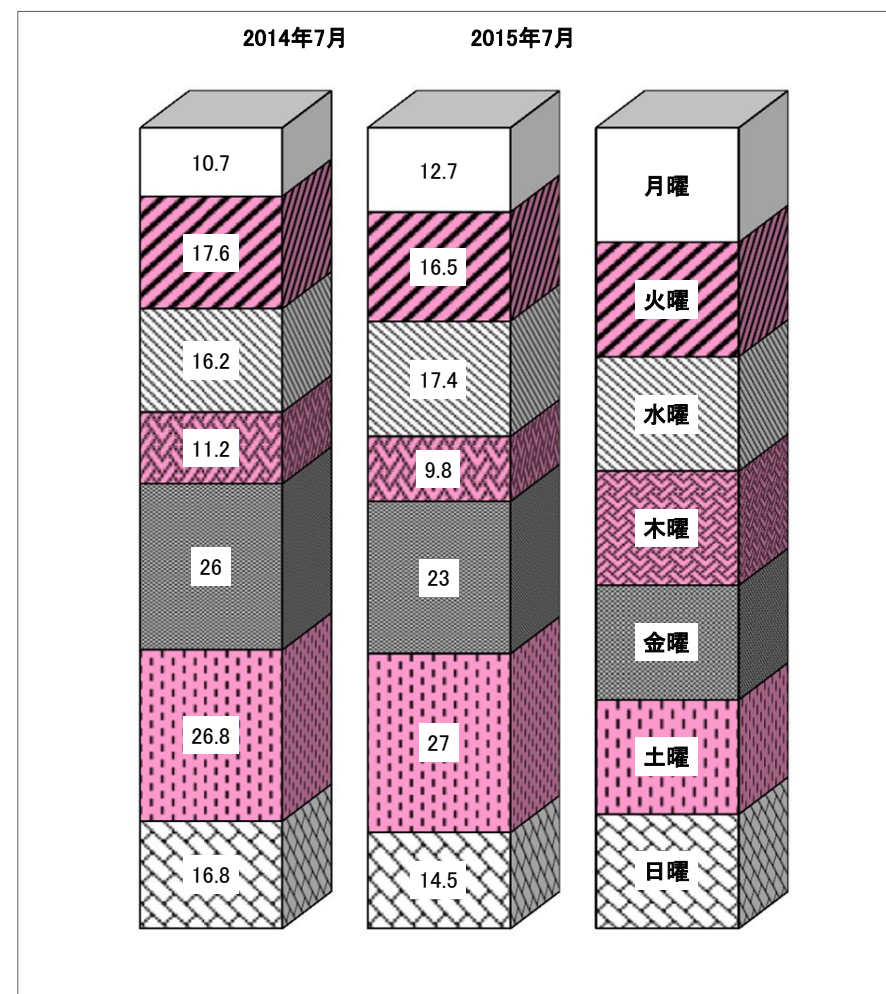 2014年7月 2015年7月
10.7 12.7 月曜
17.6 16.5 火曜
16.2 17.4 水曜
11.2 9.8 木曜
26 23 金曜
26.8 27 土曜
16.8 14.5 日曜